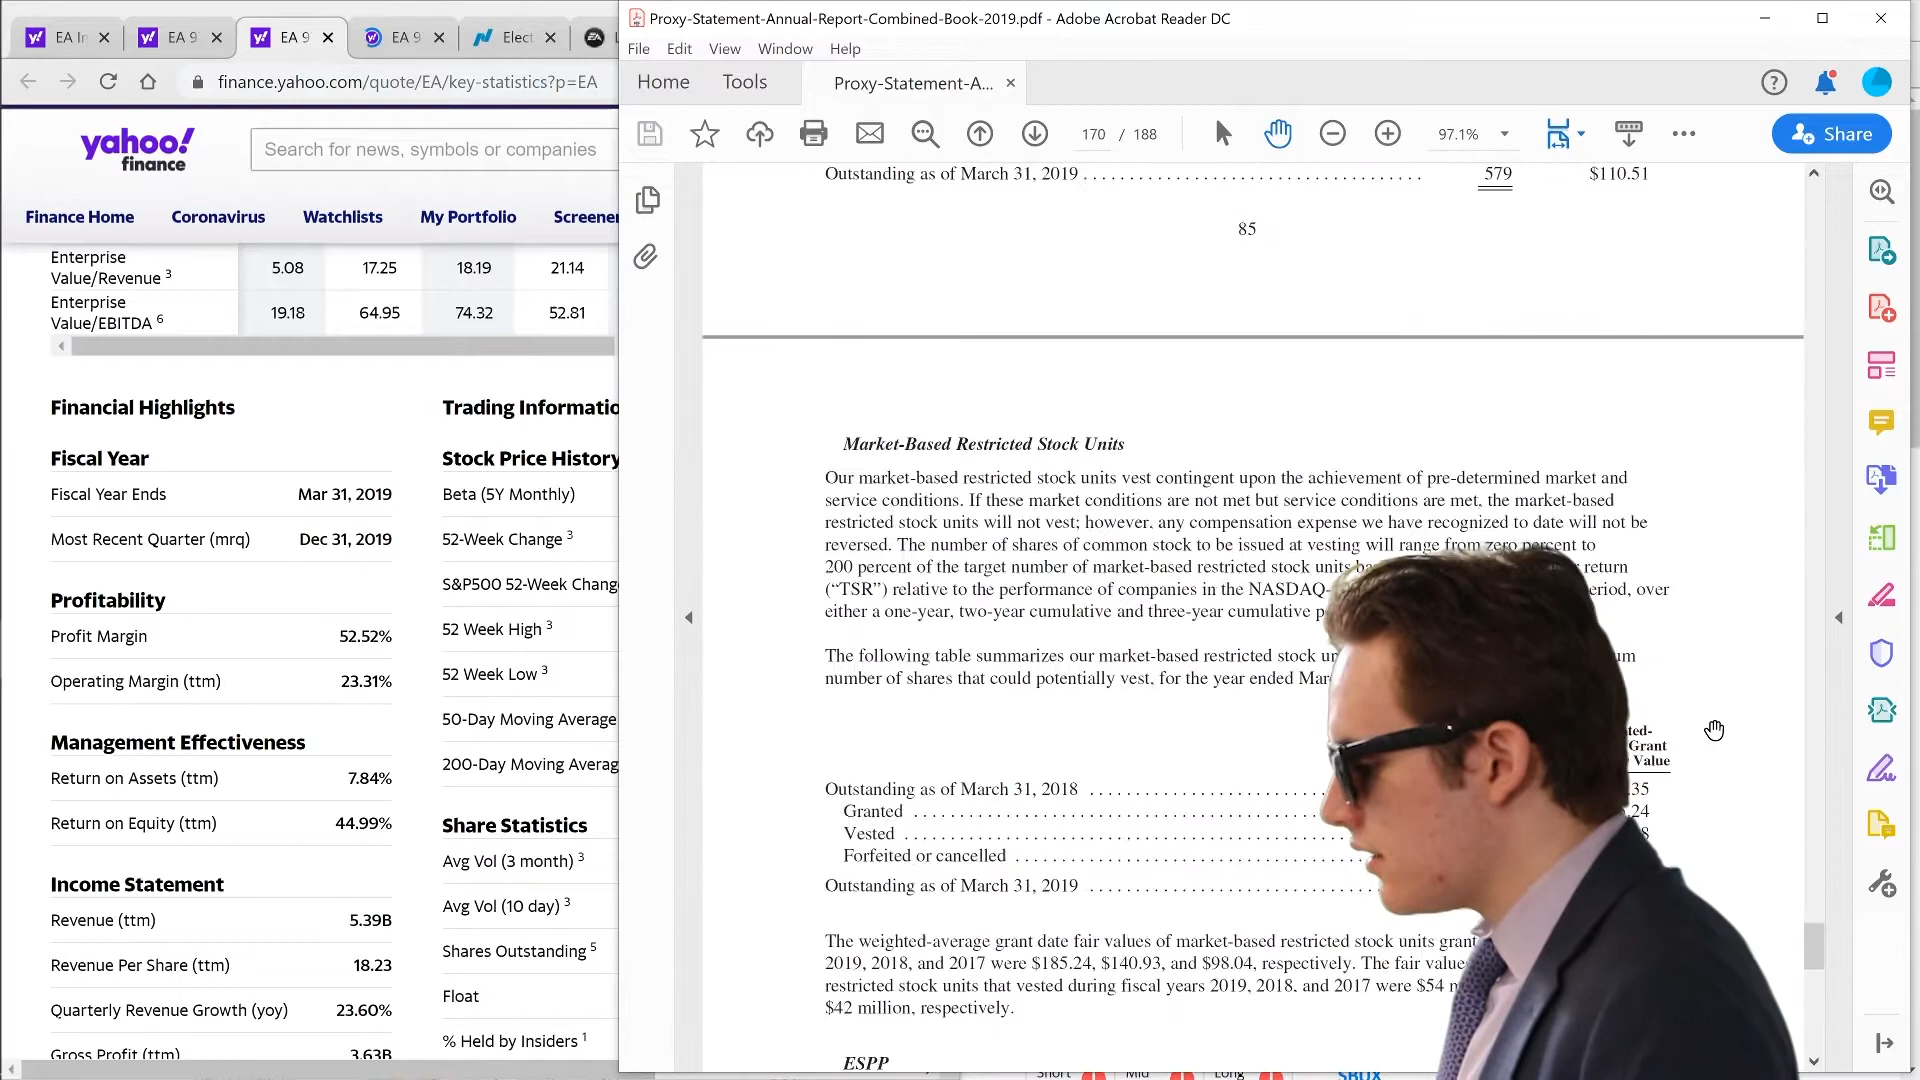 EA In
EA 9
EA 9
EA 9
Elect
finance.yahoo.com/quote/EA/key-statistics?p=EA
yahoo!
finance
Search for news, symbols or companies
Finance Home Coronavirus Watchlists My Portfolio Screener
Enterprise
Value/Revenue 3 5.08 17.25 18.19 21.14
Enterprise
Value/EBITDA 6 19.18 64.95 74.32 52.81
Financial Highlights
Fiscal Year
Fiscal Year Ends Mar 31, 2019
Most Recent Quarter (mrq) Dec 31, 2019
Profitability
Profit Margin 52.52%
Operating Margin (ttm) 23.31%
Management Effectiveness
Return on Assets (ttm) 7.84%
Return on Equity (ttm) 44.99%
Income Statement
Revenue (ttm) 5.39B
Revenue Per Share (ttm) 18.23
Quarterly Revenue Growth (yoy) 23.60%
Gross Profit (ttm) 3.63B
Trading Informatio
Stock Price History
Beta (5Y Monthly)
52-Week Change 3
S&P500 52-Week Chang
52 Week High 3
52 Week Low 3
50-Day Moving Average
200-Day Moving Averag
Share Statistics
Avg Vol (3 month) 3
Avg Vol (10 day) 3
Shares Outstanding 5
Float
% Held by Insiders 1
Proxy-Statement-Annual-Report-Combined-Book-2019.pdf - Adobe Acrobat Reader DC
File Edit View Window Help
Home Tools Proxy-Statement-A...
170 / 188 97.1% Share
Outstanding as of March 31, 2019 . . . . . . . . . . . . . . . . . . . . . . . . . . . . . . . . . . . . . 579 $110.51
85
Market-Based Restricted Stock Units
Our market-based restricted stock units vest contingent upon the achievement of pre-determined market and
service conditions. If these market conditions are not met but service conditions are met, the market-based
restricted stock units will not vest; however, any compensation expense we have recognized to date will not be
reversed. The number of shares of common stock to be issued at vesting will range from zero percent to
200 percent of the target number of market-based restricted stock units return
("TSR") relative to the performance of companies in the NASDAQ- eriod, over
either a one-year, two-year cumulative and three-year cumulative p
The following table summarizes our market-based restricted stock un um
number of shares that could potentially vest, for the year ended Mar
ted-
Grant
Value
Outstanding as of March 31, 2018 . . . . . . . . . . . . . . . . . . . . . . .35
Granted . . . . . . . . . . . . . . . . . . . . . . . . . . . . . . . . . . . . .24
Vested . . . . . . . . . . . . . . . . . . . . . . . . . . . . . . . . . . . . . 8
Forfeited or cancelled . . . . . . . . . . . . . . . . . . . . . . . . . . . . . .
Outstanding as of March 31, 2019 . . . . . . . . . . . . . . . . . . . . . . . . .
The weighted-average grant date fair values of market-based restricted stock units grant
2019, 2018, and 2017 were $185.24, $140.93, and $98.04, respectively. The fair value
restricted stock units that vested during fiscal years 2019, 2018, and 2017 were $54 m
$42 million, respectively.
ESPP
Short Mid Long SBUX